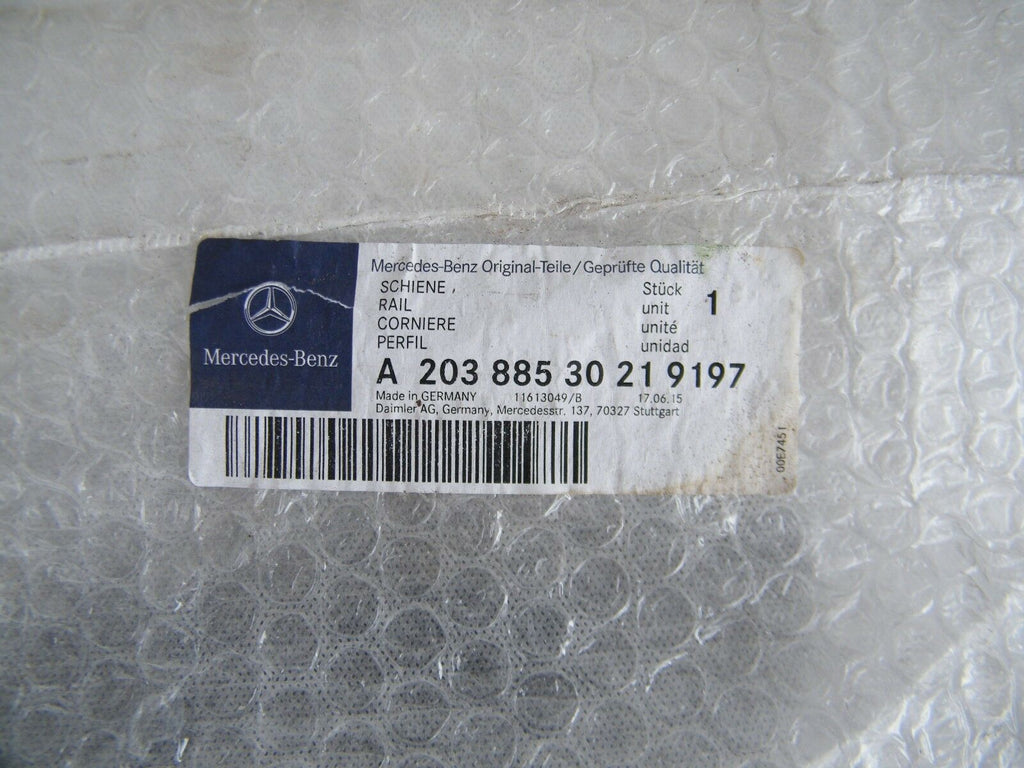 Mercedes-Benz
Mercedes-Benz Original-Teile/Geprüfte Qualität
SCHIENE,
RAIL
CORNIERE
PERFIL
Stück
unit
unité
unidad
1
A 203 885 30 21 9197
Made in GERMANY 11613049/B 17.06.15
Daimler AG, Germany, Mercedesstr. 137, 70327 Stuttgart
00E7451